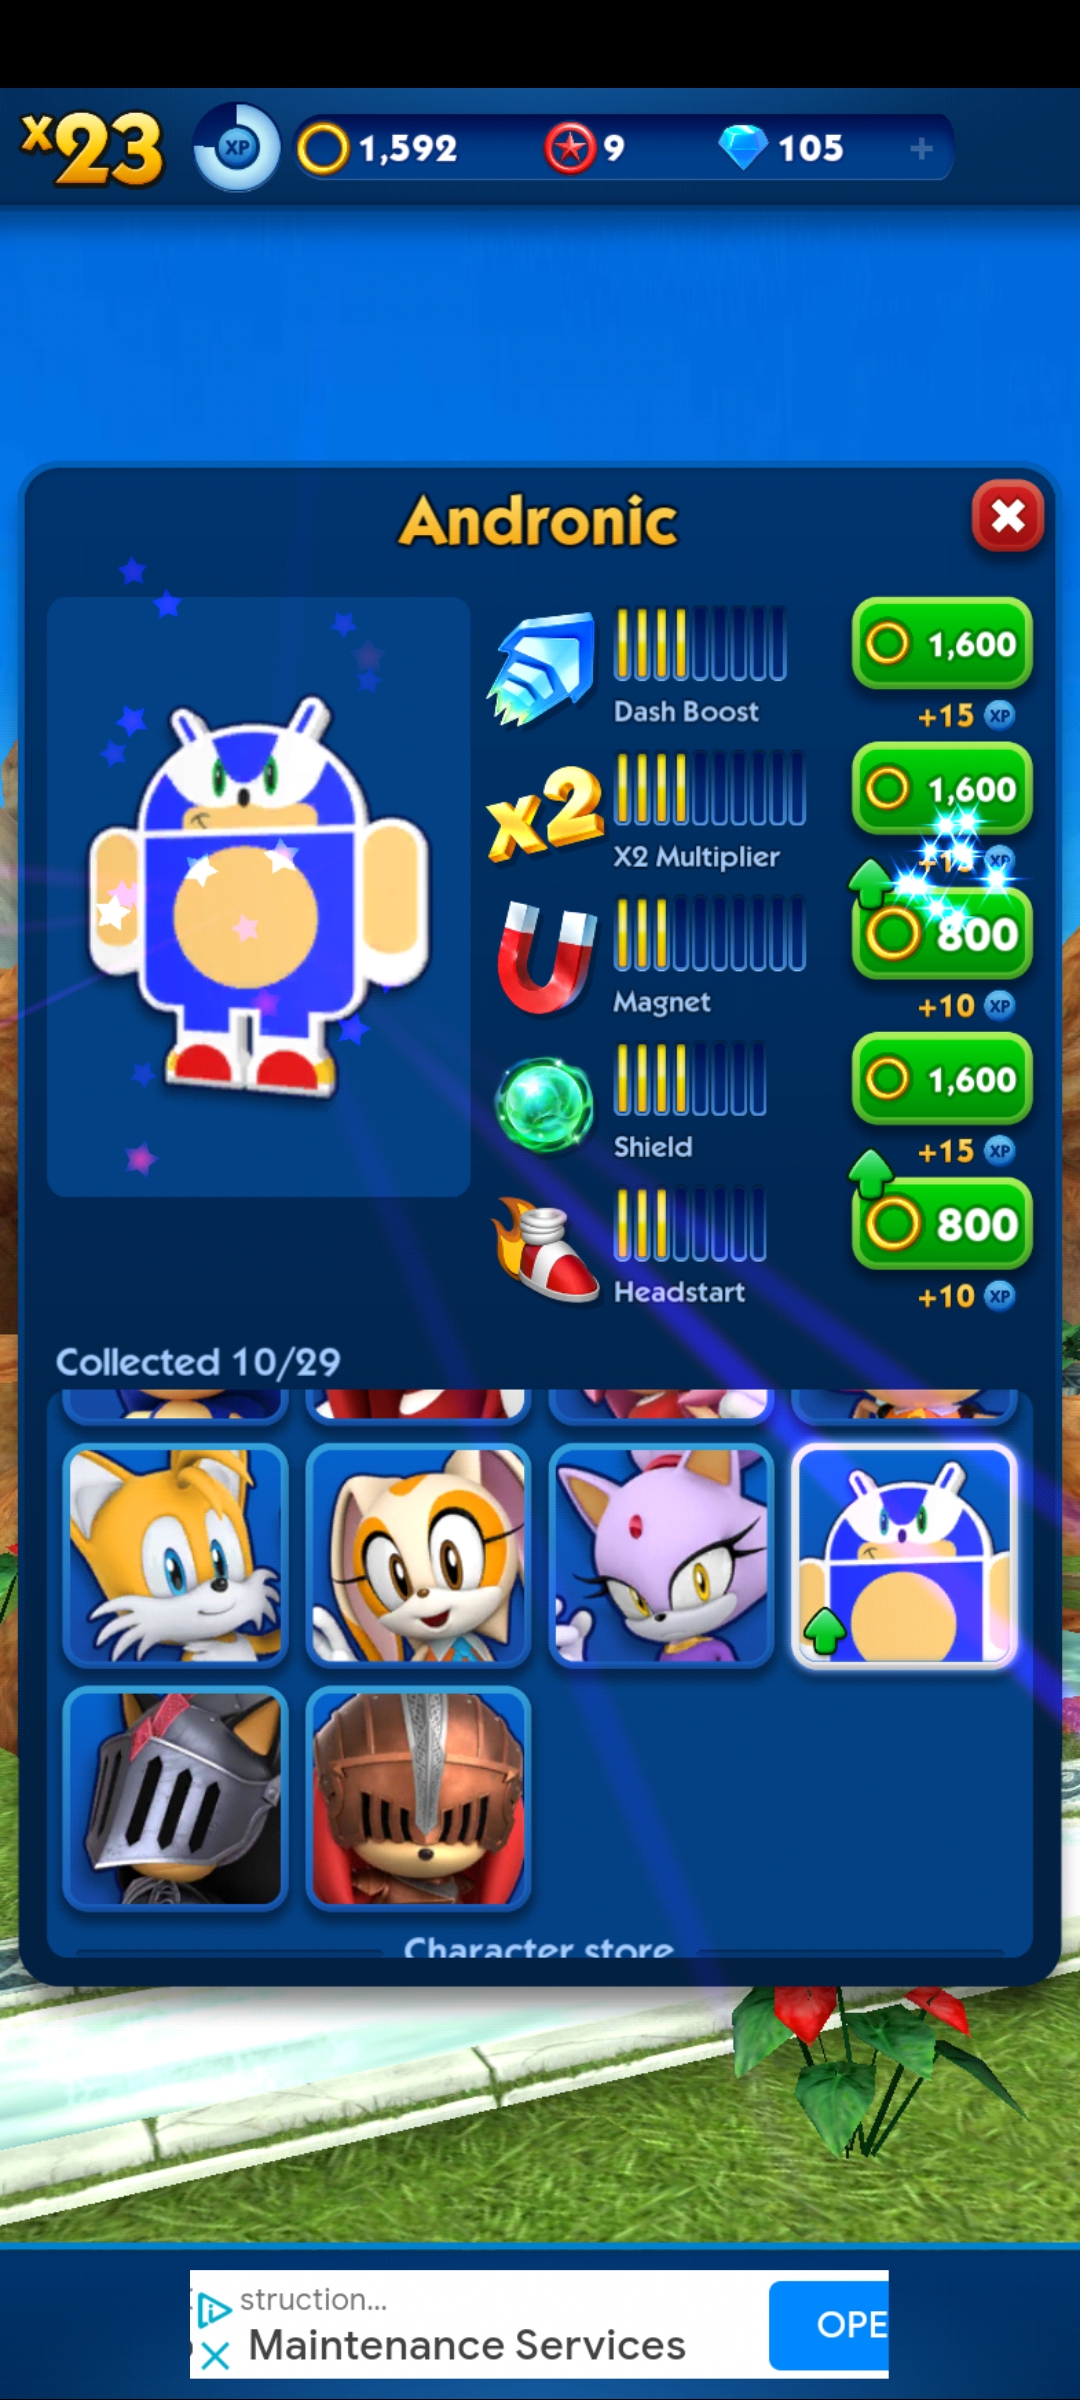 x23 XP 1,592 9 105 +
Andronic
1,600
Dash Boost
+15 XP
x2
1,600
X2 Multiplier
+15 XP
800
Magnet
+10 XP
1,600
Shield
+15 XP
800
Headstart
+10 XP
Collected 10/29
Character store
struction...
Maintenance Services
OPE